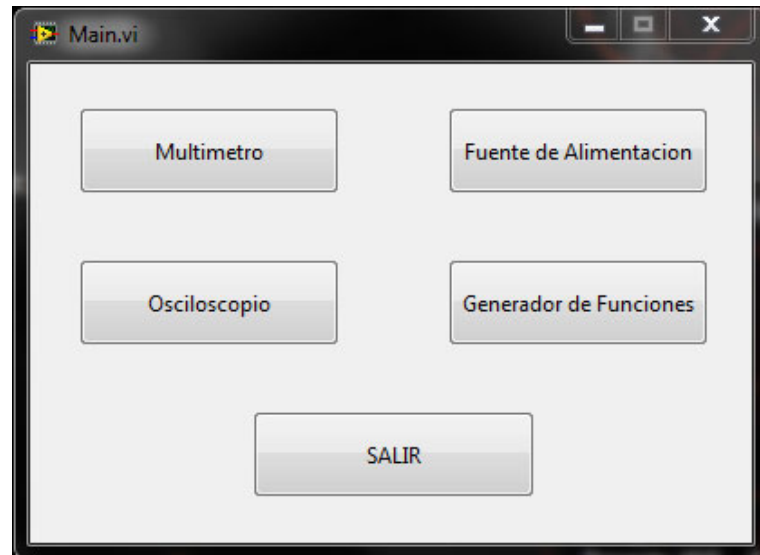 Main.vi
Multimetro
Fuente de Alimentacion
Osciloscopio
Generador de Funciones
SALIR